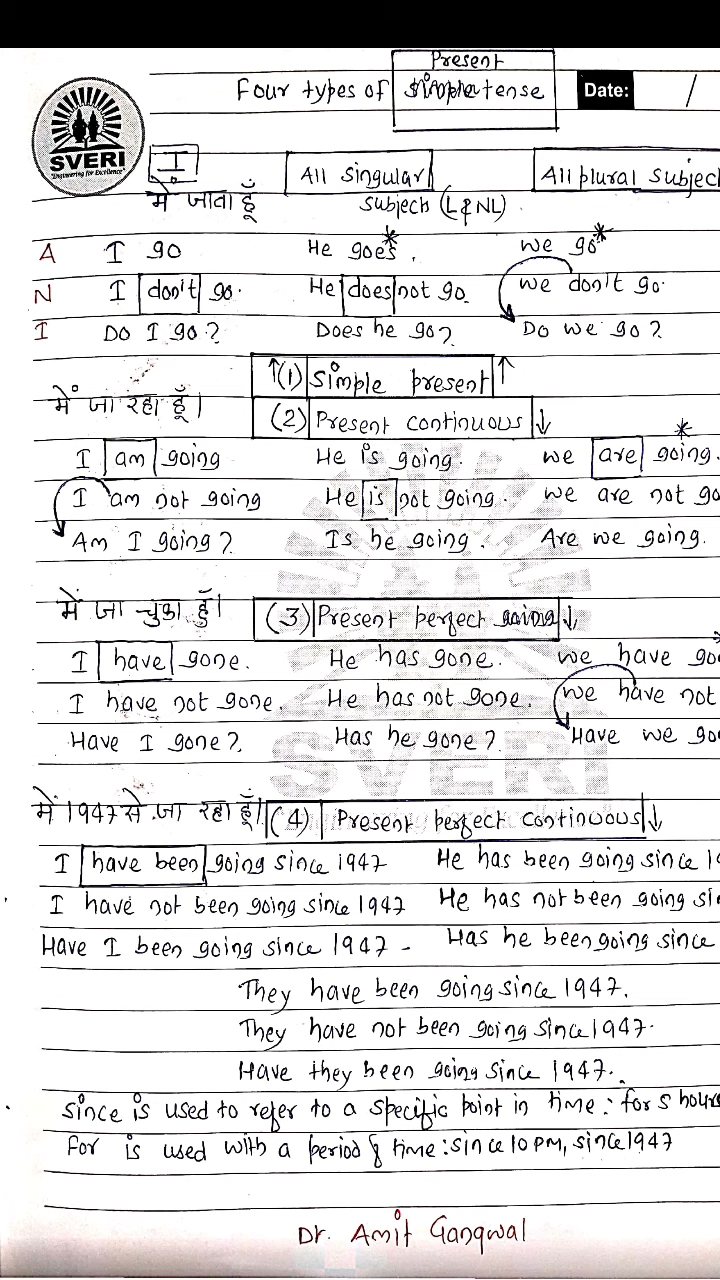 Present
Four types of simple tense Date: /
SVERI
"Engineering for Excellence"
I All singular All plural subject
में जाता हूँ subject (L & NL)
A I go He goes. We go
N I don't go. He does not go. We don't go.
I Do I go? Does he go? Do we go?
(1) Simple present
में जा रहा हूँ।
(2) Present continuous
I am going He is going. We are going.
I am not going He is not going. We are not go
Am I going? Is he going. Are we going.
में जा चुका हुँ। (3) Present perfect
I have gone. He has gone. We have go
I have not gone. He has not gone. We have not
Have I gone? Has he gone? Have we go
SVERI
में 1947 से जा रहा हूँ। (4) Present perfect continuous
I have been going since 1947 He has been going since 19
I have not been going since 1947 He has not been going sin
Have I been going since 1947 - Has he been going since
They have been going since 1947.
They have not been going since 1947.
Have they been going since 1947.
Since is used to refer to a specific point in time: for 5 hours
For is used with a period of time: since 10 PM, since 1947
Dr. Amit Gangwal